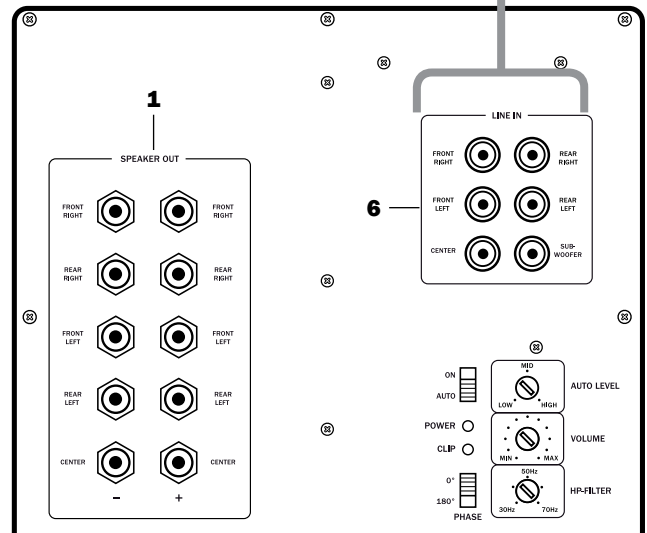 1
SPEAKER OUT
FRONT RIGHT
FRONT RIGHT
REAR RIGHT
REAR RIGHT
FRONT LEFT
FRONT LEFT
REAR LEFT
REAR LEFT
CENTER
CENTER
– +
LINE IN
FRONT RIGHT
REAR RIGHT
6
FRONT LEFT
REAR LEFT
CENTER
SUB-
WOOFER
ON
AUTO
MID
LOW HIGH
AUTO LEVEL
POWER
CLIP
MIN MAX
VOLUME
0°
180°
PHASE
50Hz
30Hz 70Hz
HP-FILTER